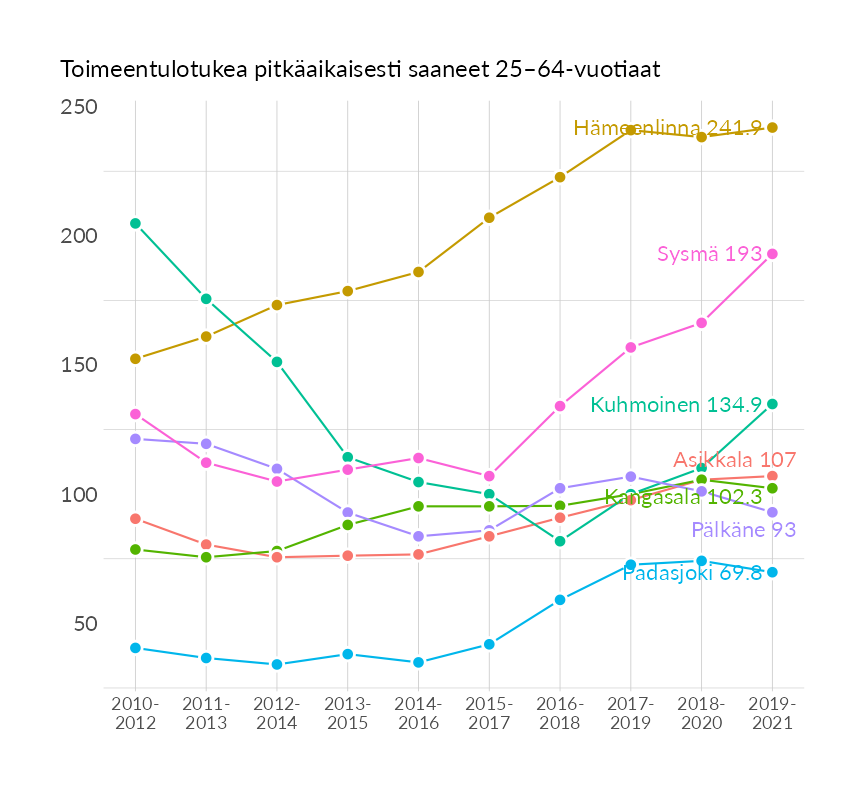 Toimeentulotukea pitkäaikaisesti saaneet 25–64-vuotiaat
250
Hämeenlinna 241.9
200
Sysmä 193
150
Kuhmoinen 134.9
Asikkala 107
100
Kangasala 102.3
Pälkäne 93
Padasjoki 69.8
50
2010- 2011- 2012- 2013- 2014- 2015- 2016- 2017- 2018- 2019-
2012 2013 2014 2015 2016 2017 2018 2019 2020 2021